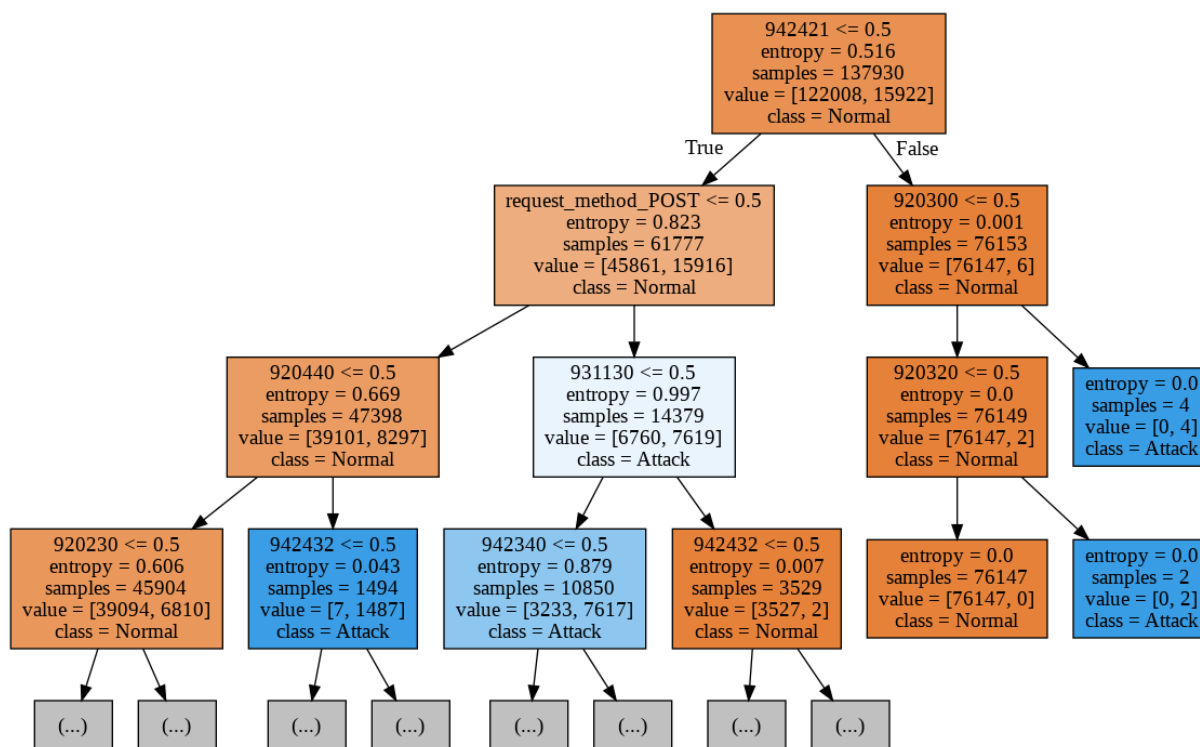 942421 <= 0.5
entropy = 0.516
samples = 137930
value = [122008, 15922]
class = Normal
True
False
request_method_POST <= 0.5
entropy = 0.823
samples = 61777
value = [45861, 15916]
class = Normal
920300 <= 0.5
entropy = 0.001
samples = 76153
value = [76147, 6]
class = Normal
920440 <= 0.5
entropy = 0.669
samples = 47398
value = [39101, 8297]
class = Normal
931130 <= 0.5
entropy = 0.997
samples = 14379
value = [6760, 7619]
class = Attack
920320 <= 0.5
entropy = 0.0
samples = 76149
value = [76147, 2]
class = Normal
entropy = 0.0
samples = 4
value = [0, 4]
class = Attack
920230 <= 0.5
entropy = 0.606
samples = 45904
value = [39094, 6810]
class = Normal
942432 <= 0.5
entropy = 0.043
samples = 1494
value = [7, 1487]
class = Attack
942340 <= 0.5
entropy = 0.879
samples = 10850
value = [3233, 7617]
class = Attack
942432 <= 0.5
entropy = 0.007
samples = 3529
value = [3527, 2]
class = Normal
entropy = 0.0
samples = 76147
value = [76147, 0]
class = Normal
entropy = 0.0
samples = 2
value = [0, 2]
class = Attack
(...)
(...)
(...)
(...)
(...)
(...)
(...)
(...)